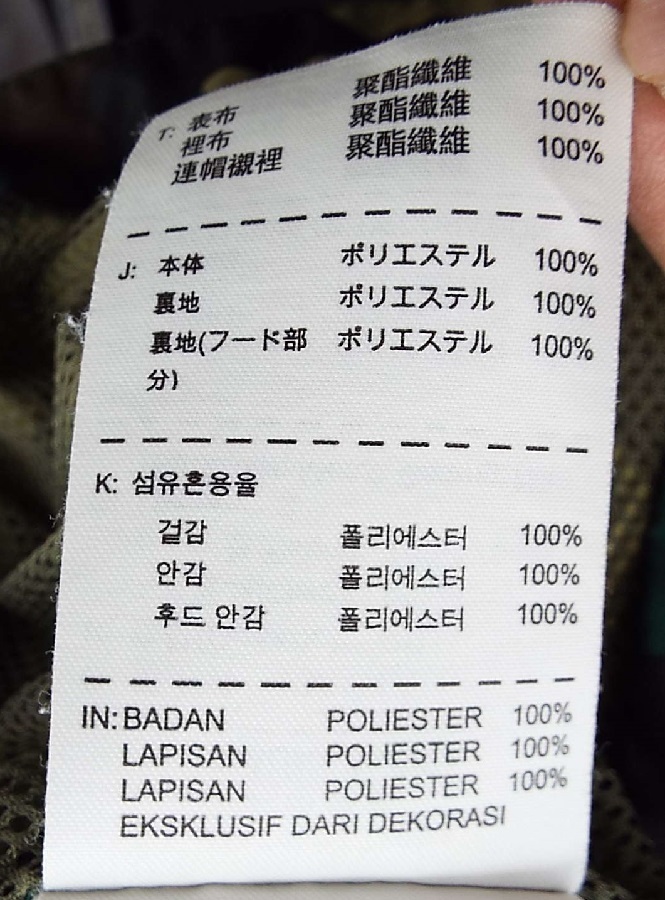 T: 表布 聚酯纖維 100%
裡布 聚酯纖維 100%
連帽襯裡 聚酯纖維 100%
J: 本体 ポリエステル 100%
裏地 ポリエステル 100%
裏地(フード部 ポリエステル 100%
分)
K: 섬유혼용율
겉감 폴리에스터 100%
안감 폴리에스터 100%
후드 안감 폴리에스터 100%
IN: BADAN POLIESTER 100%
LAPISAN POLIESTER 100%
LAPISAN POLIESTER 100%
EKSKLUSIF DARI DEKORASI